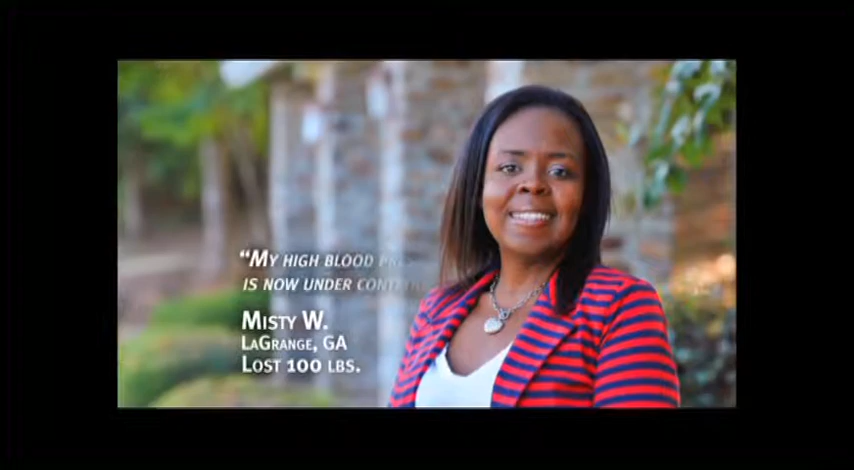 “My high blood
is now under
Misty W.
LaGrange, GA
Lost 100 lbs.